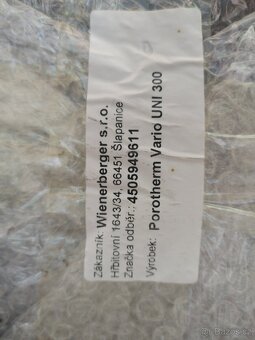 Zákazník: Wienerberger s.r.o.
Hřbitovní 1643/34, 66451 Šlapanice
Značka odběr.: 4505949611
Výrobek: Porotherm Vario UNI 300